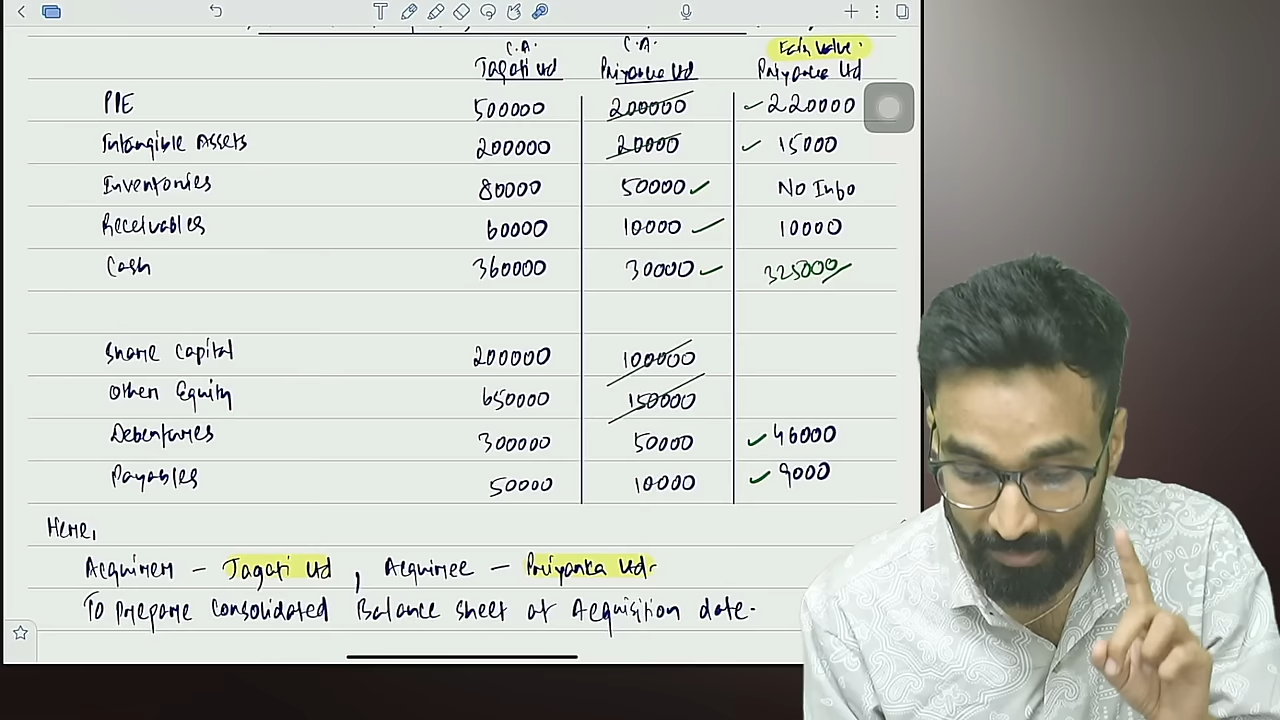 C.A. C.A. Fair Value.
Jagati Ltd Priyanka Ltd Priyanka Ltd
PPE 500000 200000 220000
Intangible Assets 200000 20000 15000
Inventories 80000 50000 No Info
Receivables 60000 10000 10000
Cash 360000 30000 325000
Share Capital 200000 100000
Other Equity 650000 150000
Debentures 300000 50000 46000
Payables 50000 10000 9000
Here,
Acquirer - Jagati Ltd , Acquiree - Priyanka Ltd.
To Prepare Consolidated Balance sheet at Acquisition date.